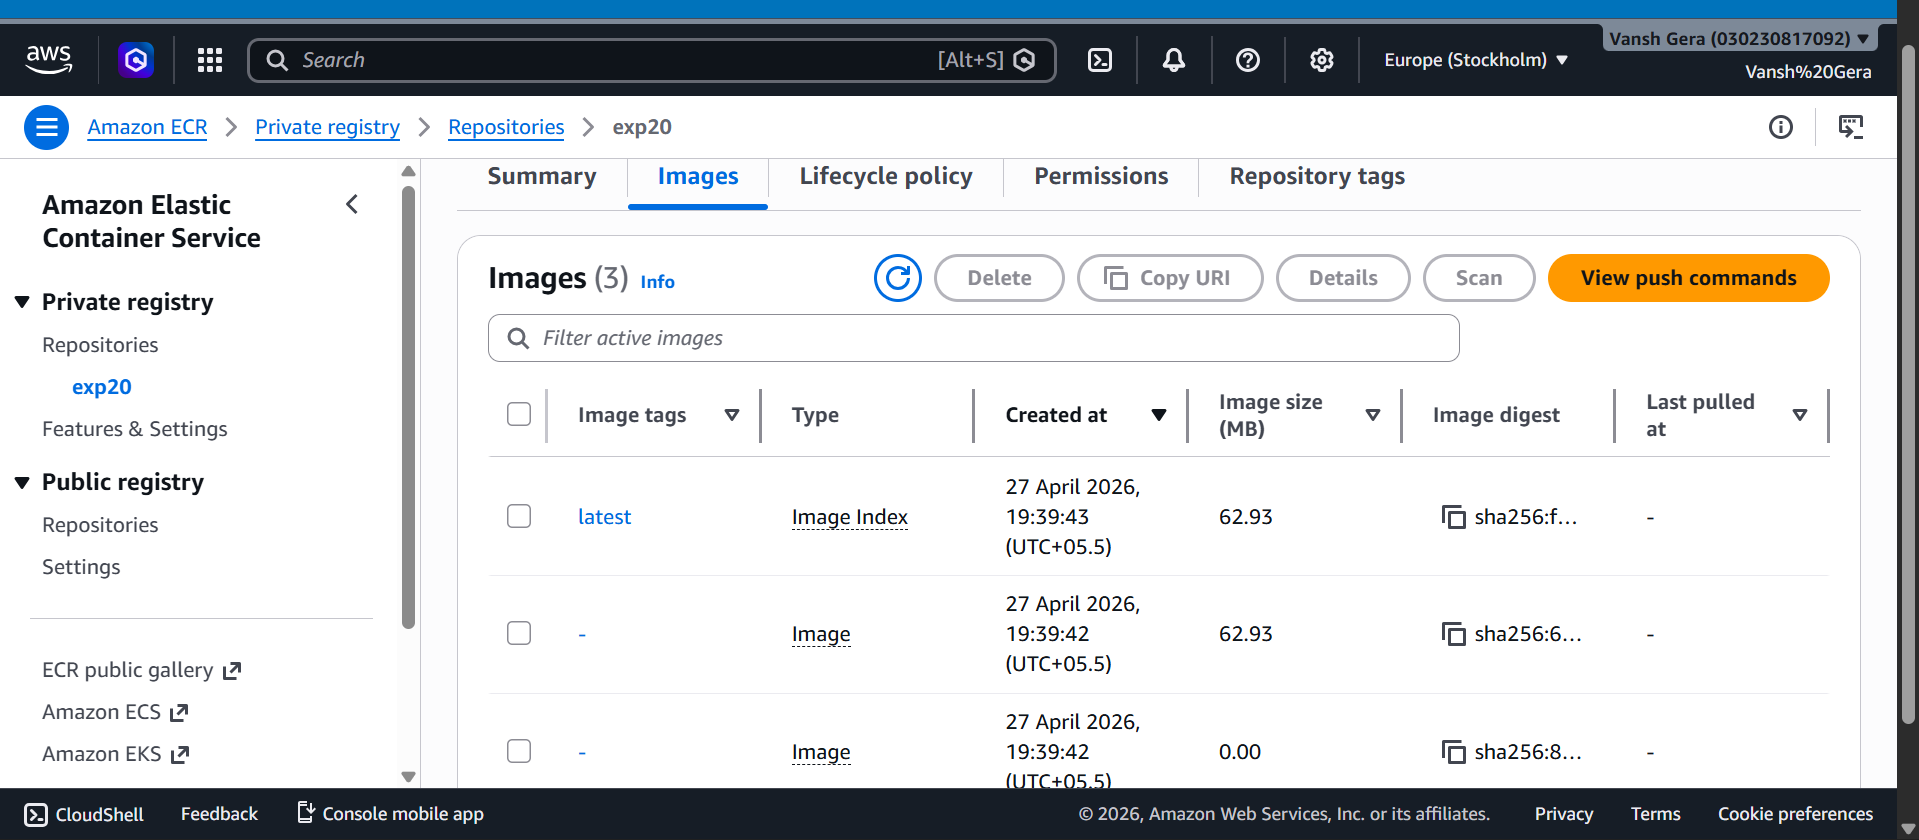 aws
Search [Alt+S]
Europe (Stockholm)
Vansh Gera (030230817092)
Vansh%20Gera
Amazon ECR
Private registry
Repositories
exp20
Amazon Elastic
Container Service
Private registry
Repositories
exp20
Features & Settings
Public registry
Repositories
Settings
ECR public gallery
Amazon ECS
Amazon EKS
Summary
Images
Lifecycle policy
Permissions
Repository tags
Images (3) Info
Delete
Copy URI
Details
Scan
View push commands
Filter active images
Image tags
Type
Created at
Image size
(MB)
Image digest
Last pulled
at
latest
Image Index
27 April 2026,
19:39:43
(UTC+05.5)
62.93
sha256:f...
-
-
Image
27 April 2026,
19:39:42
(UTC+05.5)
62.93
sha256:6...
-
-
Image
27 April 2026,
19:39:42
(UTC+05.5)
0.00
sha256:8...
-
CloudShell
Feedback
Console mobile app
© 2026, Amazon Web Services, Inc. or its affiliates.
Privacy
Terms
Cookie preferences